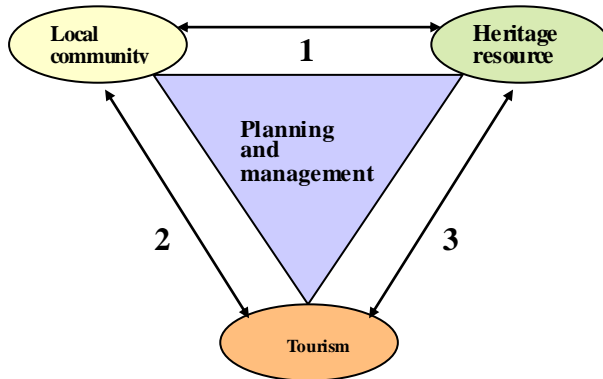 Local
community
Heritage
resource
1
Planning
and
management
2
3
Tourism